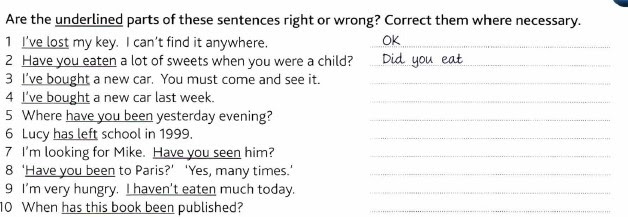 Are the underlined parts of these sentences right or wrong? Correct them where necessary.
1 I've lost my key. I can't find it anywhere. OK
2 Have you eaten a lot of sweets when you were a child? Did you eat
3 I've bought a new car. You must come and see it.
4 I've bought a new car last week.
5 Where have you been yesterday evening?
6 Lucy has left school in 1999.
7 I'm looking for Mike. Have you seen him?
8 'Have you been to Paris?' 'Yes, many times.'
9 I'm very hungry. I haven't eaten much today.
10 When has this book been published?